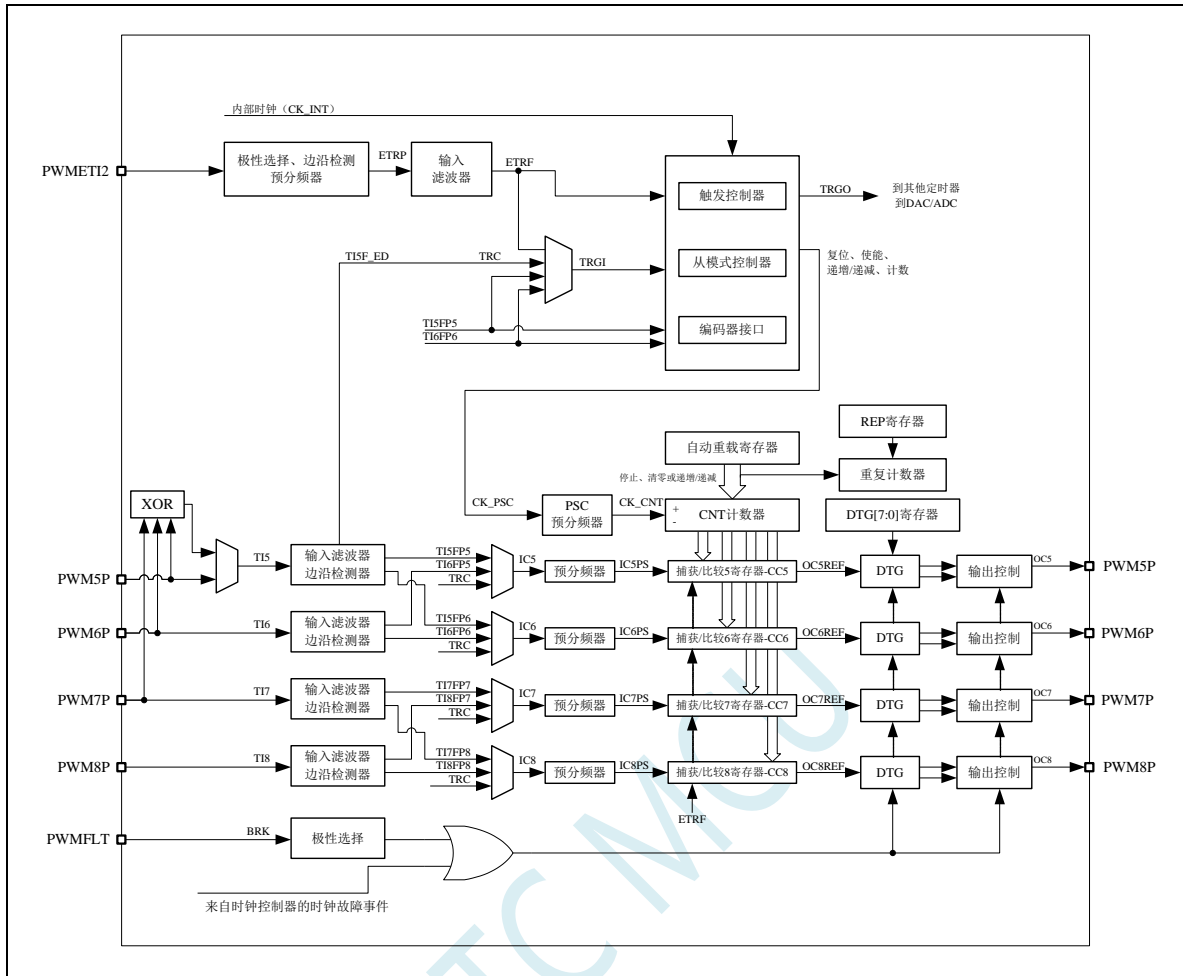 内部时钟（CK_INT）
PWMETI2
极性选择、边沿检测
预分频器
ETRP
输入
滤波器
ETRF
触发控制器
TRGO
到其他定时器
到DAC/ADC
TI5F_ED
TRC
TRGI
从模式控制器
复位、使能、
递增/递减、计数
TI5FP5
TI6FP6
编码器接口
REP寄存器
自动重载寄存器
停止、清零或递增/递减
重复计数器
XOR
CK_PSC
PSC
预分频器
CK_CNT
+
-
CNT计数器
DTG[7:0]寄存器
PWM5P
TI5
输入滤波器
边沿检测器
TI5FP5
TI6FP5
TRC
IC5
预分频器
IC5PS
捕获/比较5寄存器-CC5
OC5REF
DTG
输出控制
OC5
PWM5P
PWM6P
TI6
输入滤波器
边沿检测器
TI5FP6
TI6FP6
TRC
IC6
预分频器
IC6PS
捕获/比较6寄存器-CC6
OC6REF
DTG
输出控制
OC6
PWM6P
PWM7P
TI7
输入滤波器
边沿检测器
TI7FP7
TI8FP7
TRC
IC7
预分频器
IC7PS
捕获/比较7寄存器-CC7
OC7REF
DTG
输出控制
OC7
PWM7P
PWM8P
TI8
输入滤波器
边沿检测器
TI7FP8
TI8FP8
TRC
IC8
预分频器
IC8PS
捕获/比较8寄存器-CC8
OC8REF
DTG
输出控制
OC8
PWM8P
ETRF
PWMFLT
BRK
极性选择
来自时钟控制器的时钟故障事件
TC MCU